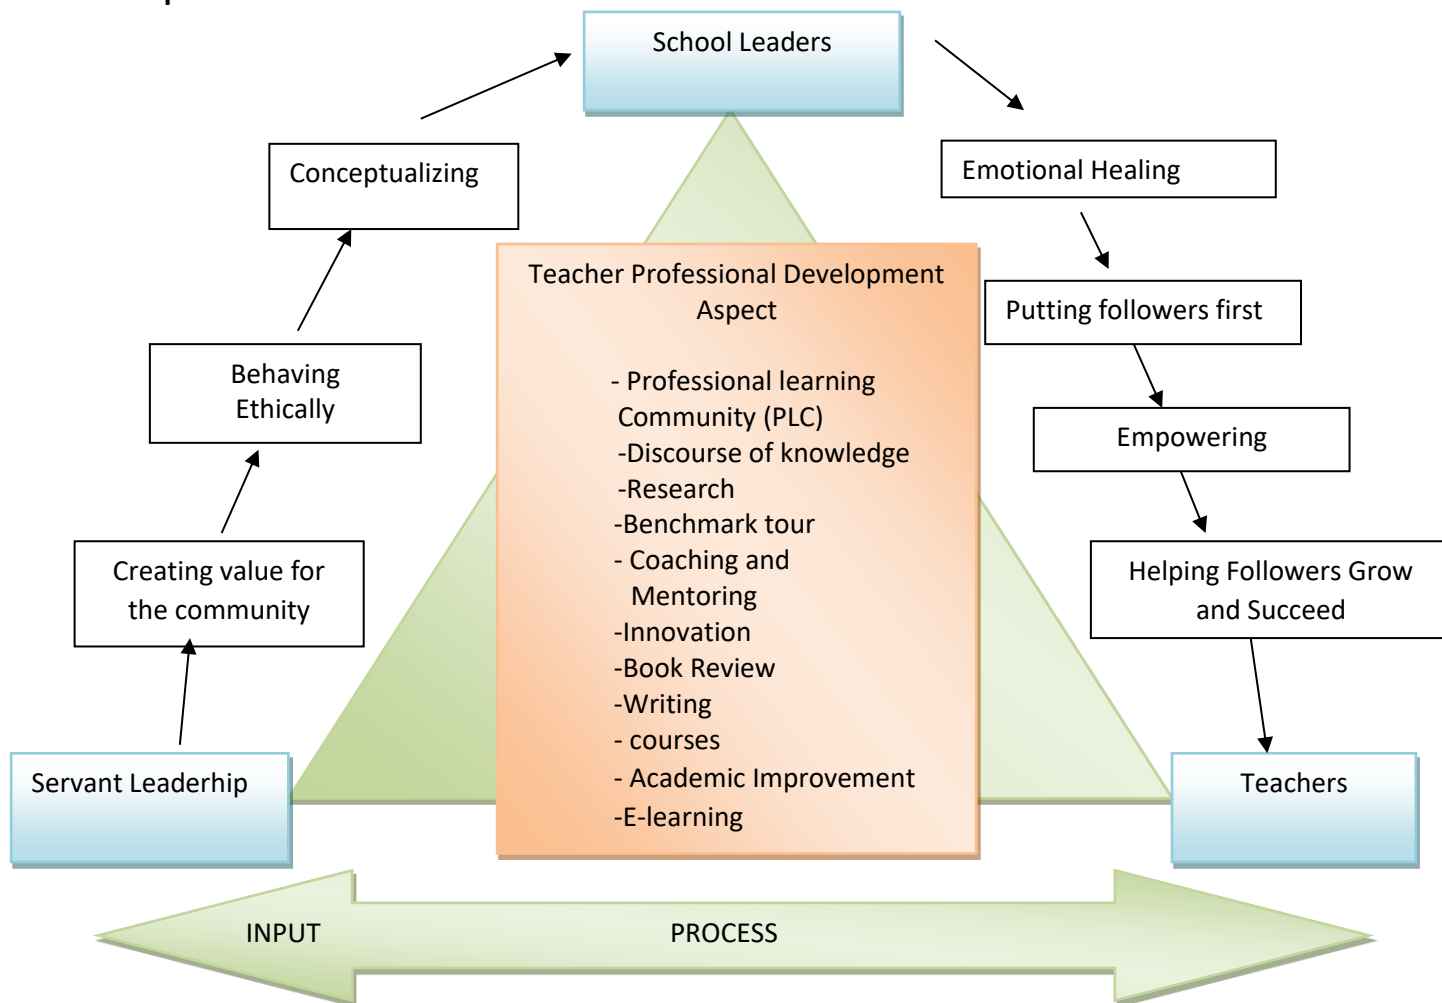 School Leaders
Conceptualizing
Emotional Healing
Teacher Professional Development
Aspect
Putting followers first
Behaving
Ethically
- Professional learning
Community (PLC)
-Discourse of knowledge
-Research
-Benchmark tour
- Coaching and
Mentoring
-Innovation
-Book Review
-Writing
- courses
- Academic Improvement
-E-learning
Empowering
Creating value for
the community
Helping Followers Grow
and Succeed
Servant Leaderhip
Teachers
INPUT
PROCESS